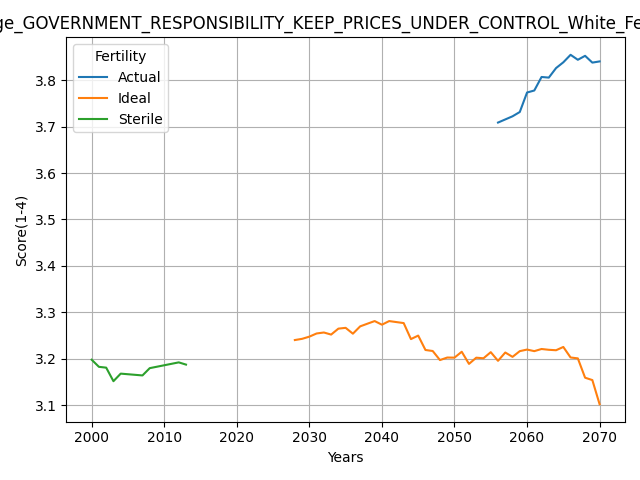 ge_GOVERNMENT_RESPONSIBILITY_KEEP_PRICES_UNDER_CONTROL_White_Fe
Fertility
Actual
Ideal
Sterile
Score(1-4)
3.8
3.7
3.6
3.5
3.4
3.3
3.2
3.1
2000 2010 2020 2030 2040 2050 2060 2070
Years